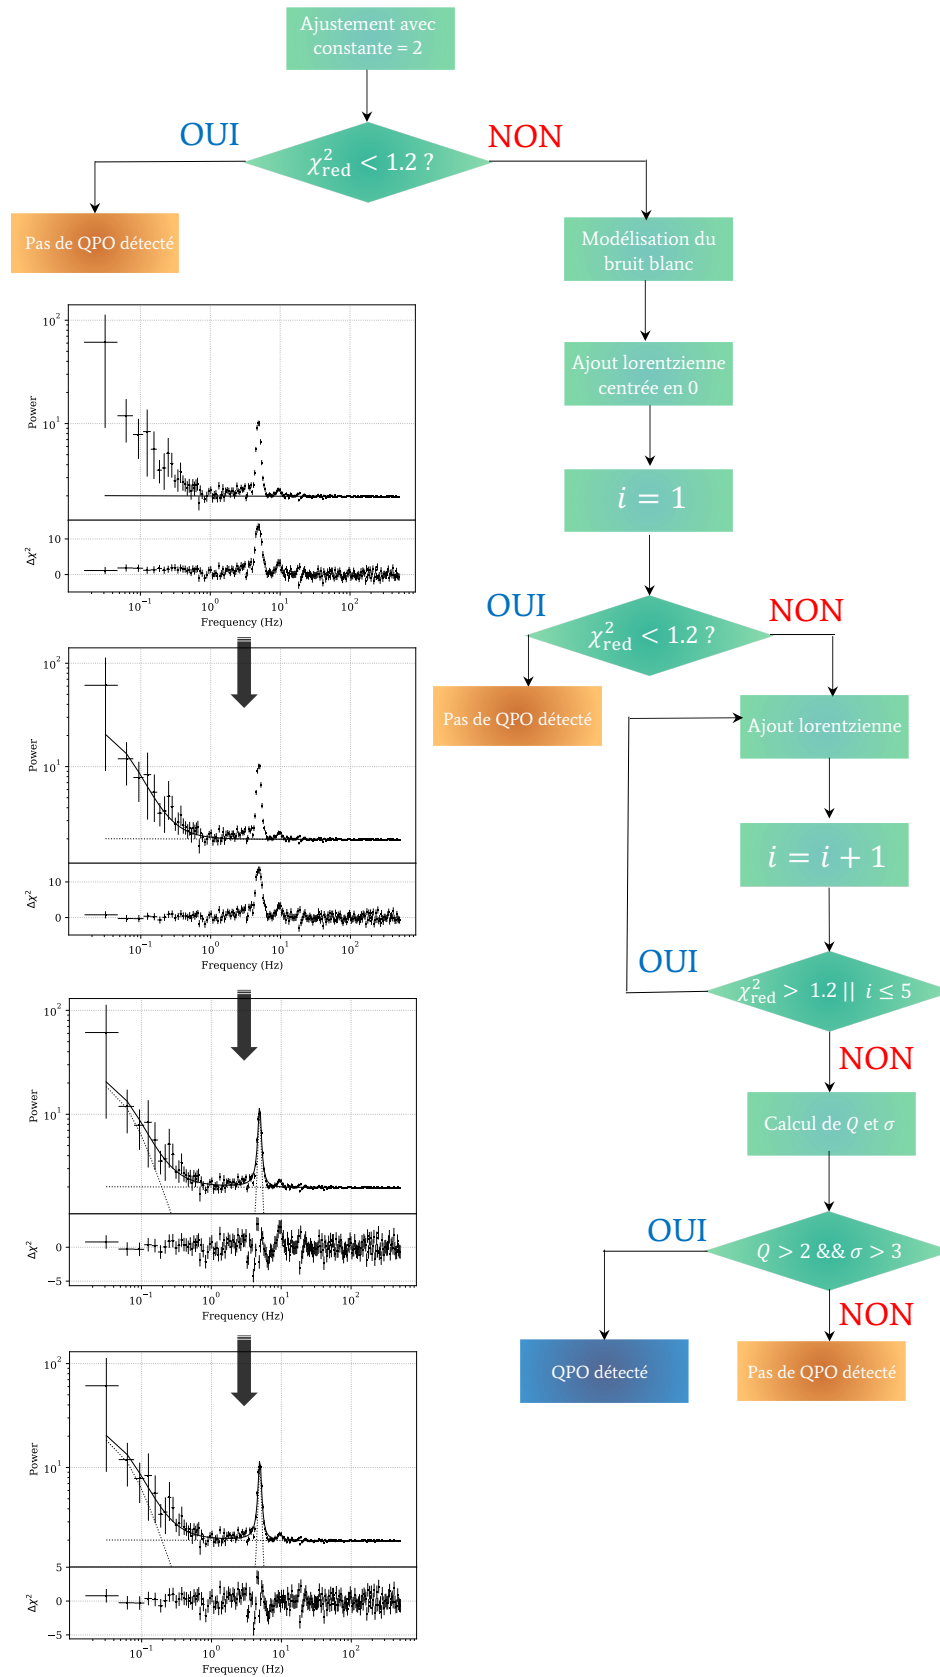 Ajustement avec
constante = 2
OUI
NON
χ²_red < 1.2 ?
Pas de QPO détecté
Modélisation du
bruit blanc
Ajout lorentzienne
centrée en 0
i = 1
OUI
NON
χ²_red < 1.2 ?
Pas de QPO détecté
Ajout lorentzienne
i = i + 1
OUI
χ²_red > 1.2 || i ≤ 5
NON
Calcul de Q et σ
OUI
Q > 2 && σ > 3
NON
QPO détecté
Pas de QPO détecté
10²
Power
10¹
10
Δχ²
0
10⁻¹ 10⁰ 10¹ 10²
Frequency (Hz)
10²
Power
10¹
10
Δχ²
0
10⁻¹ 10⁰ 10¹ 10²
Frequency (Hz)
10²
Power
10¹
Δχ²
0
−5
10⁻¹ 10⁰ 10¹ 10²
Frequency (Hz)
10²
Power
10¹
5
Δχ²
0
−5
10⁻¹ 10⁰ 10¹ 10²
Frequency (Hz)